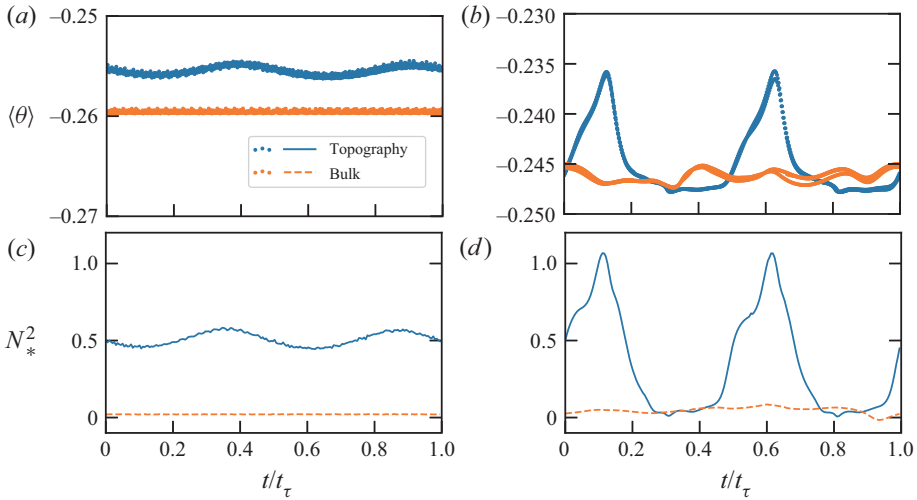 (a)
−0.25
−0.26
−0.27
⟨θ⟩
Topography
Bulk
(b)
−0.230
−0.235
−0.240
−0.245
−0.250
(c)
1.0
0.5
0
N*²
0 0.2 0.4 0.6 0.8 1.0
t/tτ
(d)
1.0
0.5
0
0 0.2 0.4 0.6 0.8 1.0
t/tτ